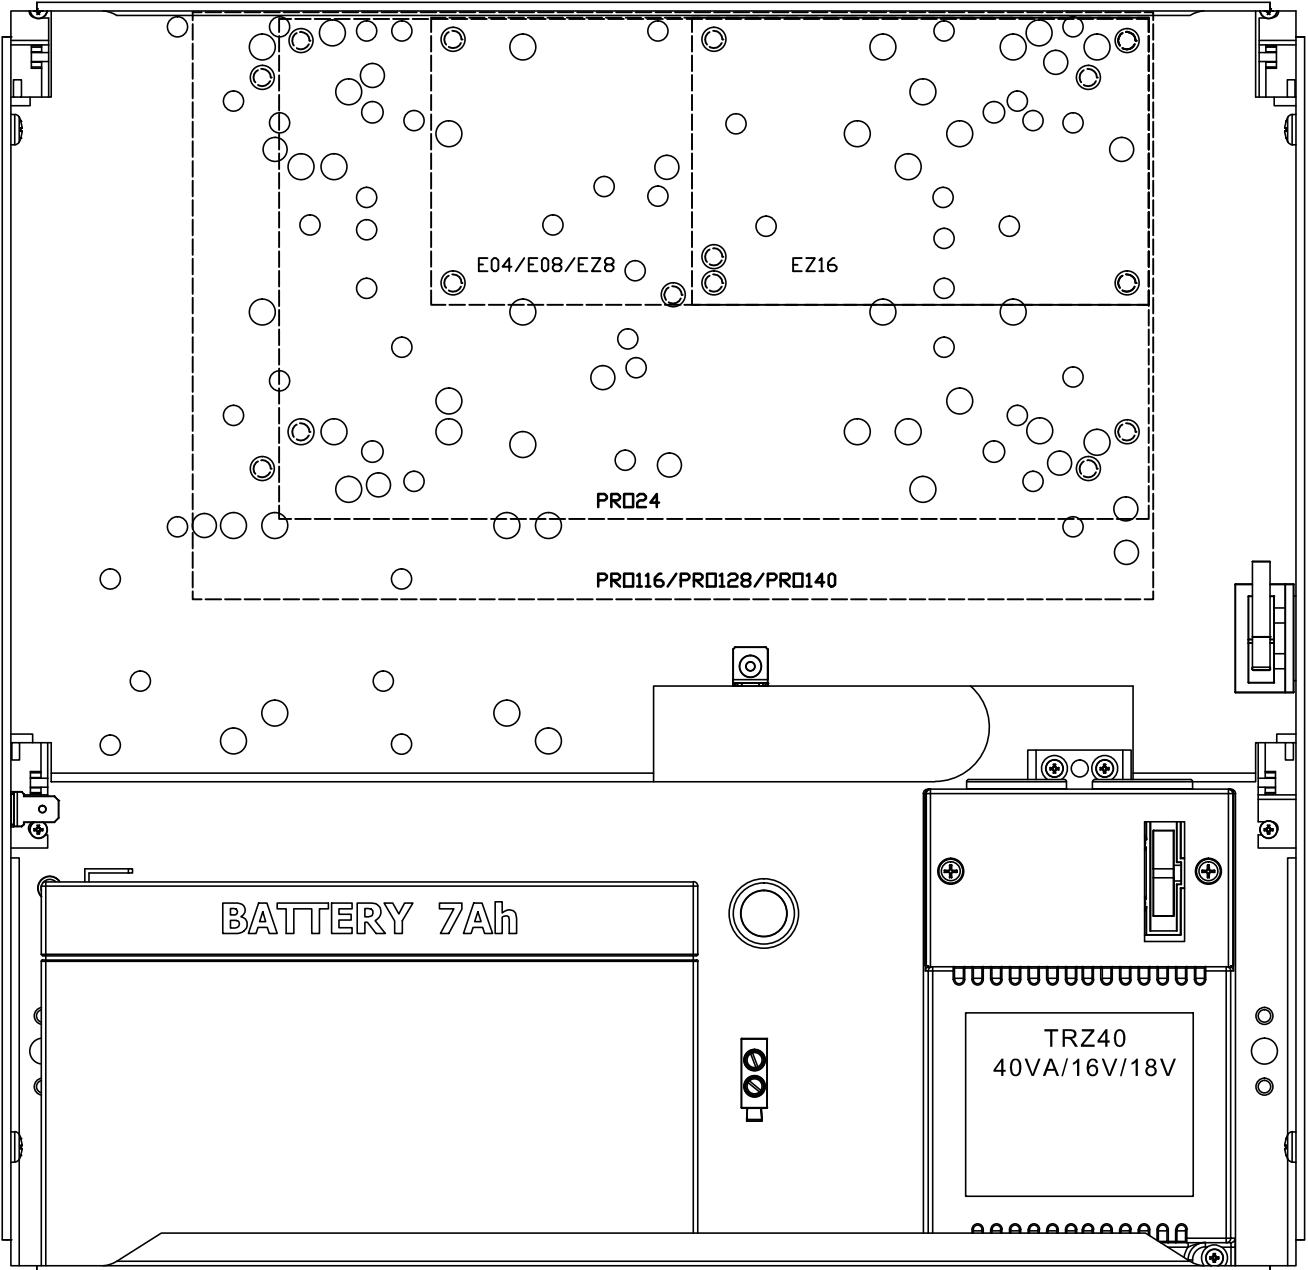 E04/E08/EZ8
EZ16
PRO24
PRO116/PRO128/PRO140
BATTERY 7Ah
TRZ40
40VA/16V/18V